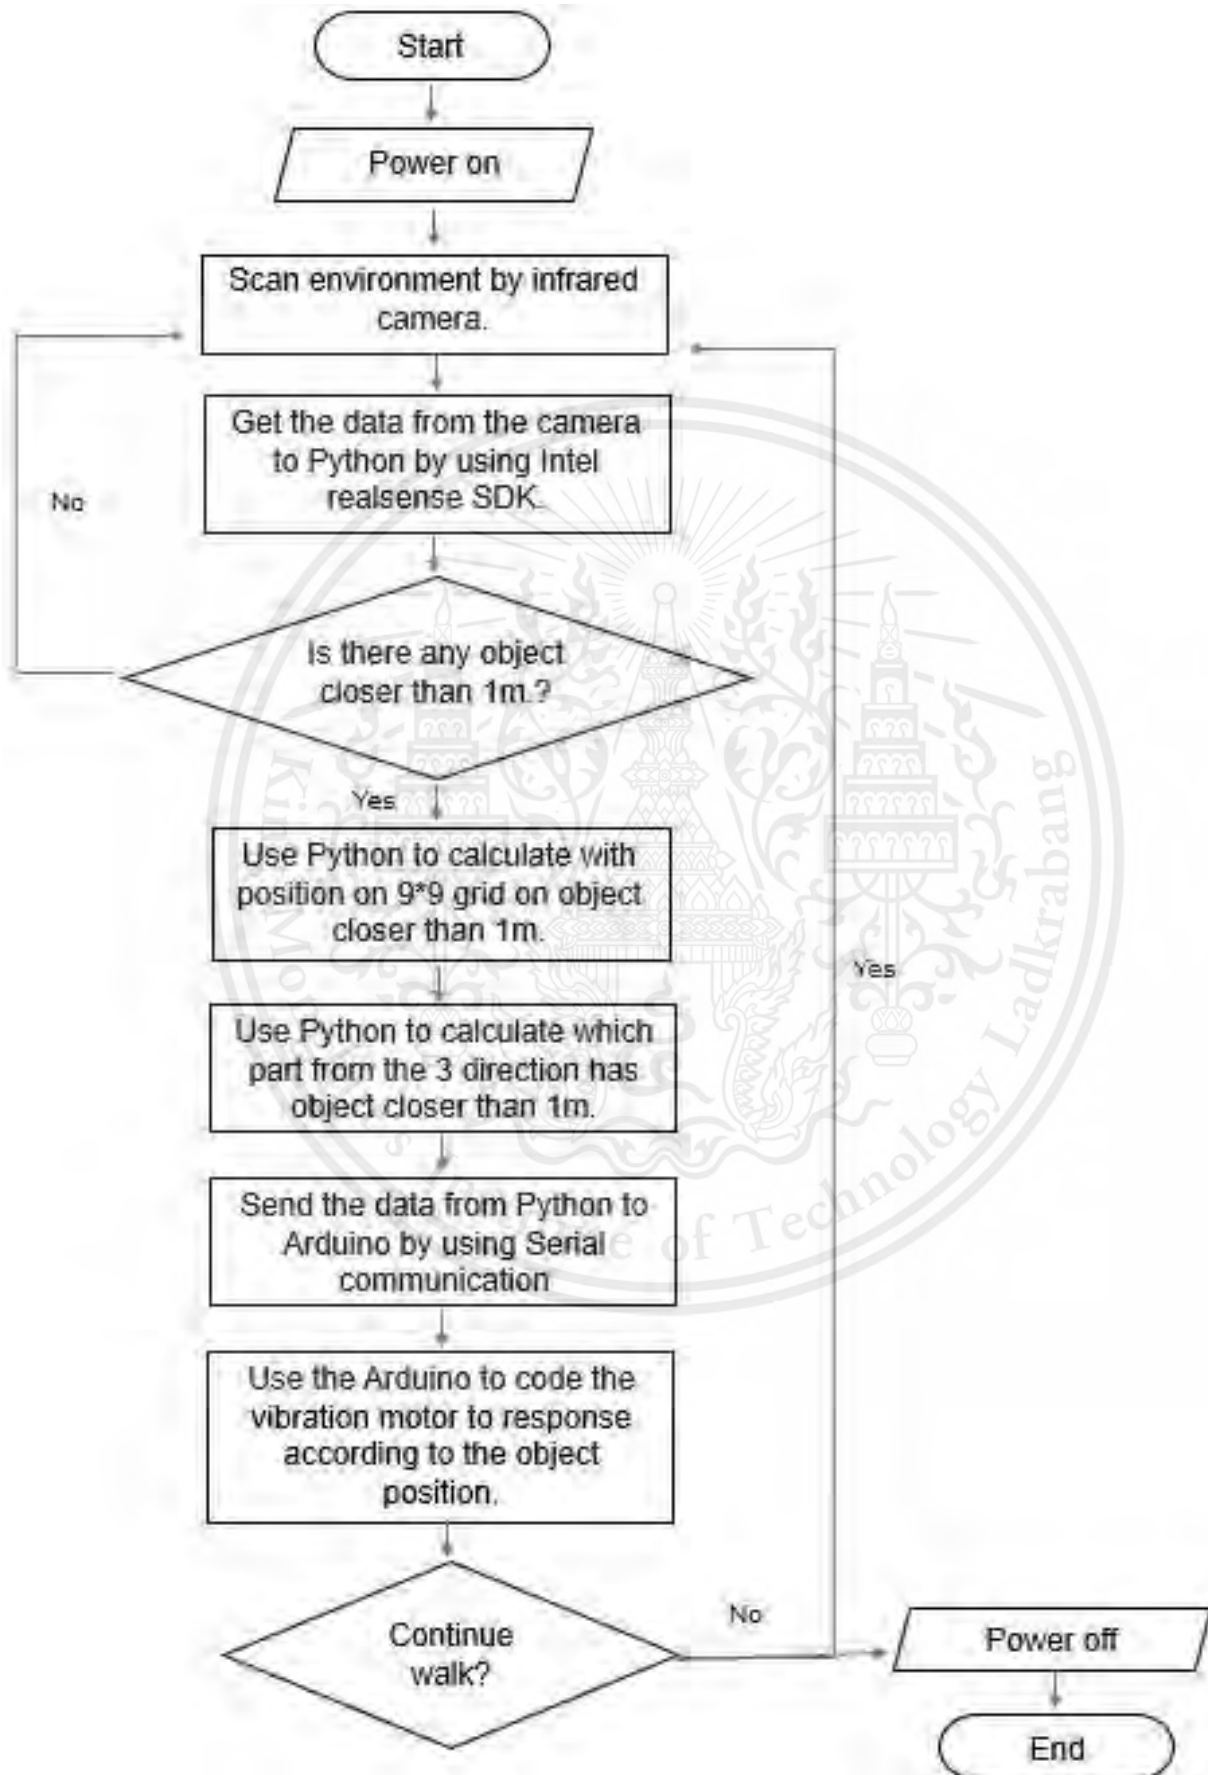 Start
Power on
Scan environment by infrared
camera.
Get the data from the camera
to Python by using Intel
realsense SDK.
No
Is there any object
closer than 1m.?
Yes
Use Python to calculate with
position on 9*9 grid on object
closer than 1m.
Yes
Use Python to calculate which
part from the 3 direction has
object closer than 1m.
Send the data from Python to
Arduino by using Serial
communication
Use the Arduino to code the
vibration motor to response
according to the object
position.
Continue
walk?
No
Power off
End
of Technology Ladkrabang